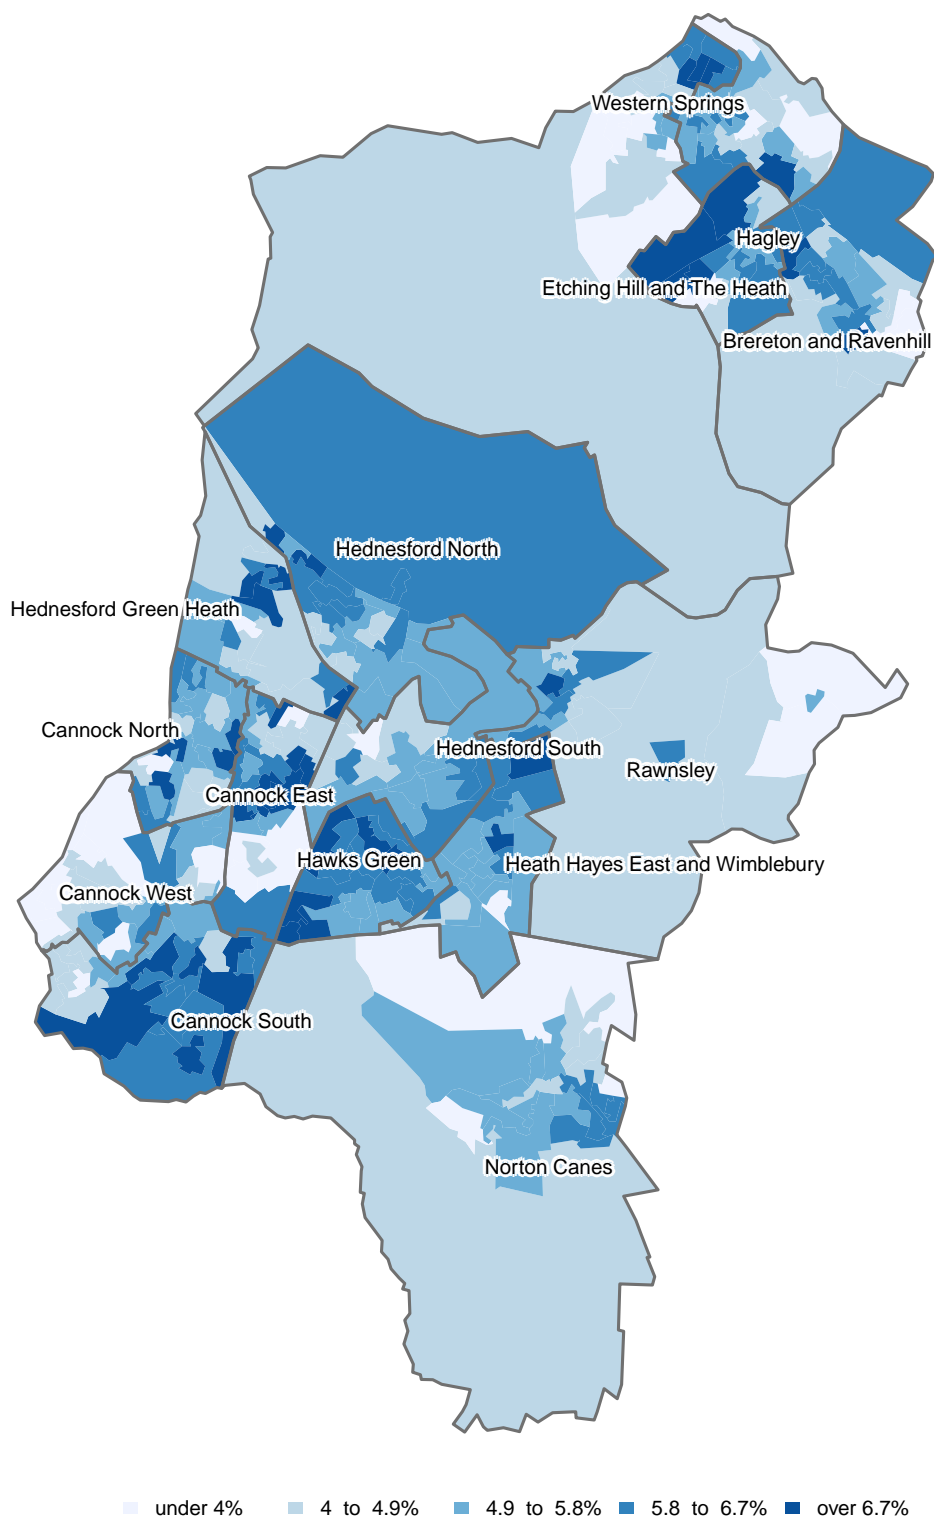 Western Springs
Hagley
Etching Hill and The Heath
Brereton and Ravenhill
Hednesford North
Hednesford Green Heath
Cannock North
Hednesford South
Rawnsley
Cannock East
Hawks Green
Heath Hayes East and Wimblebury
Cannock West
Cannock South
Norton Canes
under 4% 4 to 4.9% 4.9 to 5.8% 5.8 to 6.7% over 6.7%